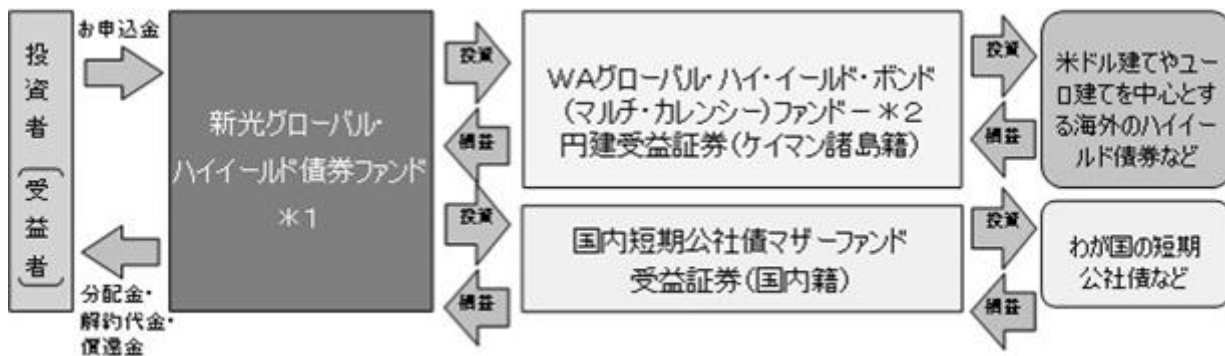 投資者(受益者)
お申込金
分配金・
解約代金・
償還金
新光グローバル・
ハイイールド債券ファンド
＊1
投資
損益
投資
損益
WAグローバル・ハイ・イールド・ボンド
(マルチ・カレンシー)ファンドー＊2
円建受益証券(ケイマン諸島籍)
国内短期公社債マザーファンド
受益証券(国内籍)
投資
損益
投資
損益
米ドル建てやユー
ロ建てを中心とす
る海外のハイイー
ルド債券など
わが国の短期
公社債など